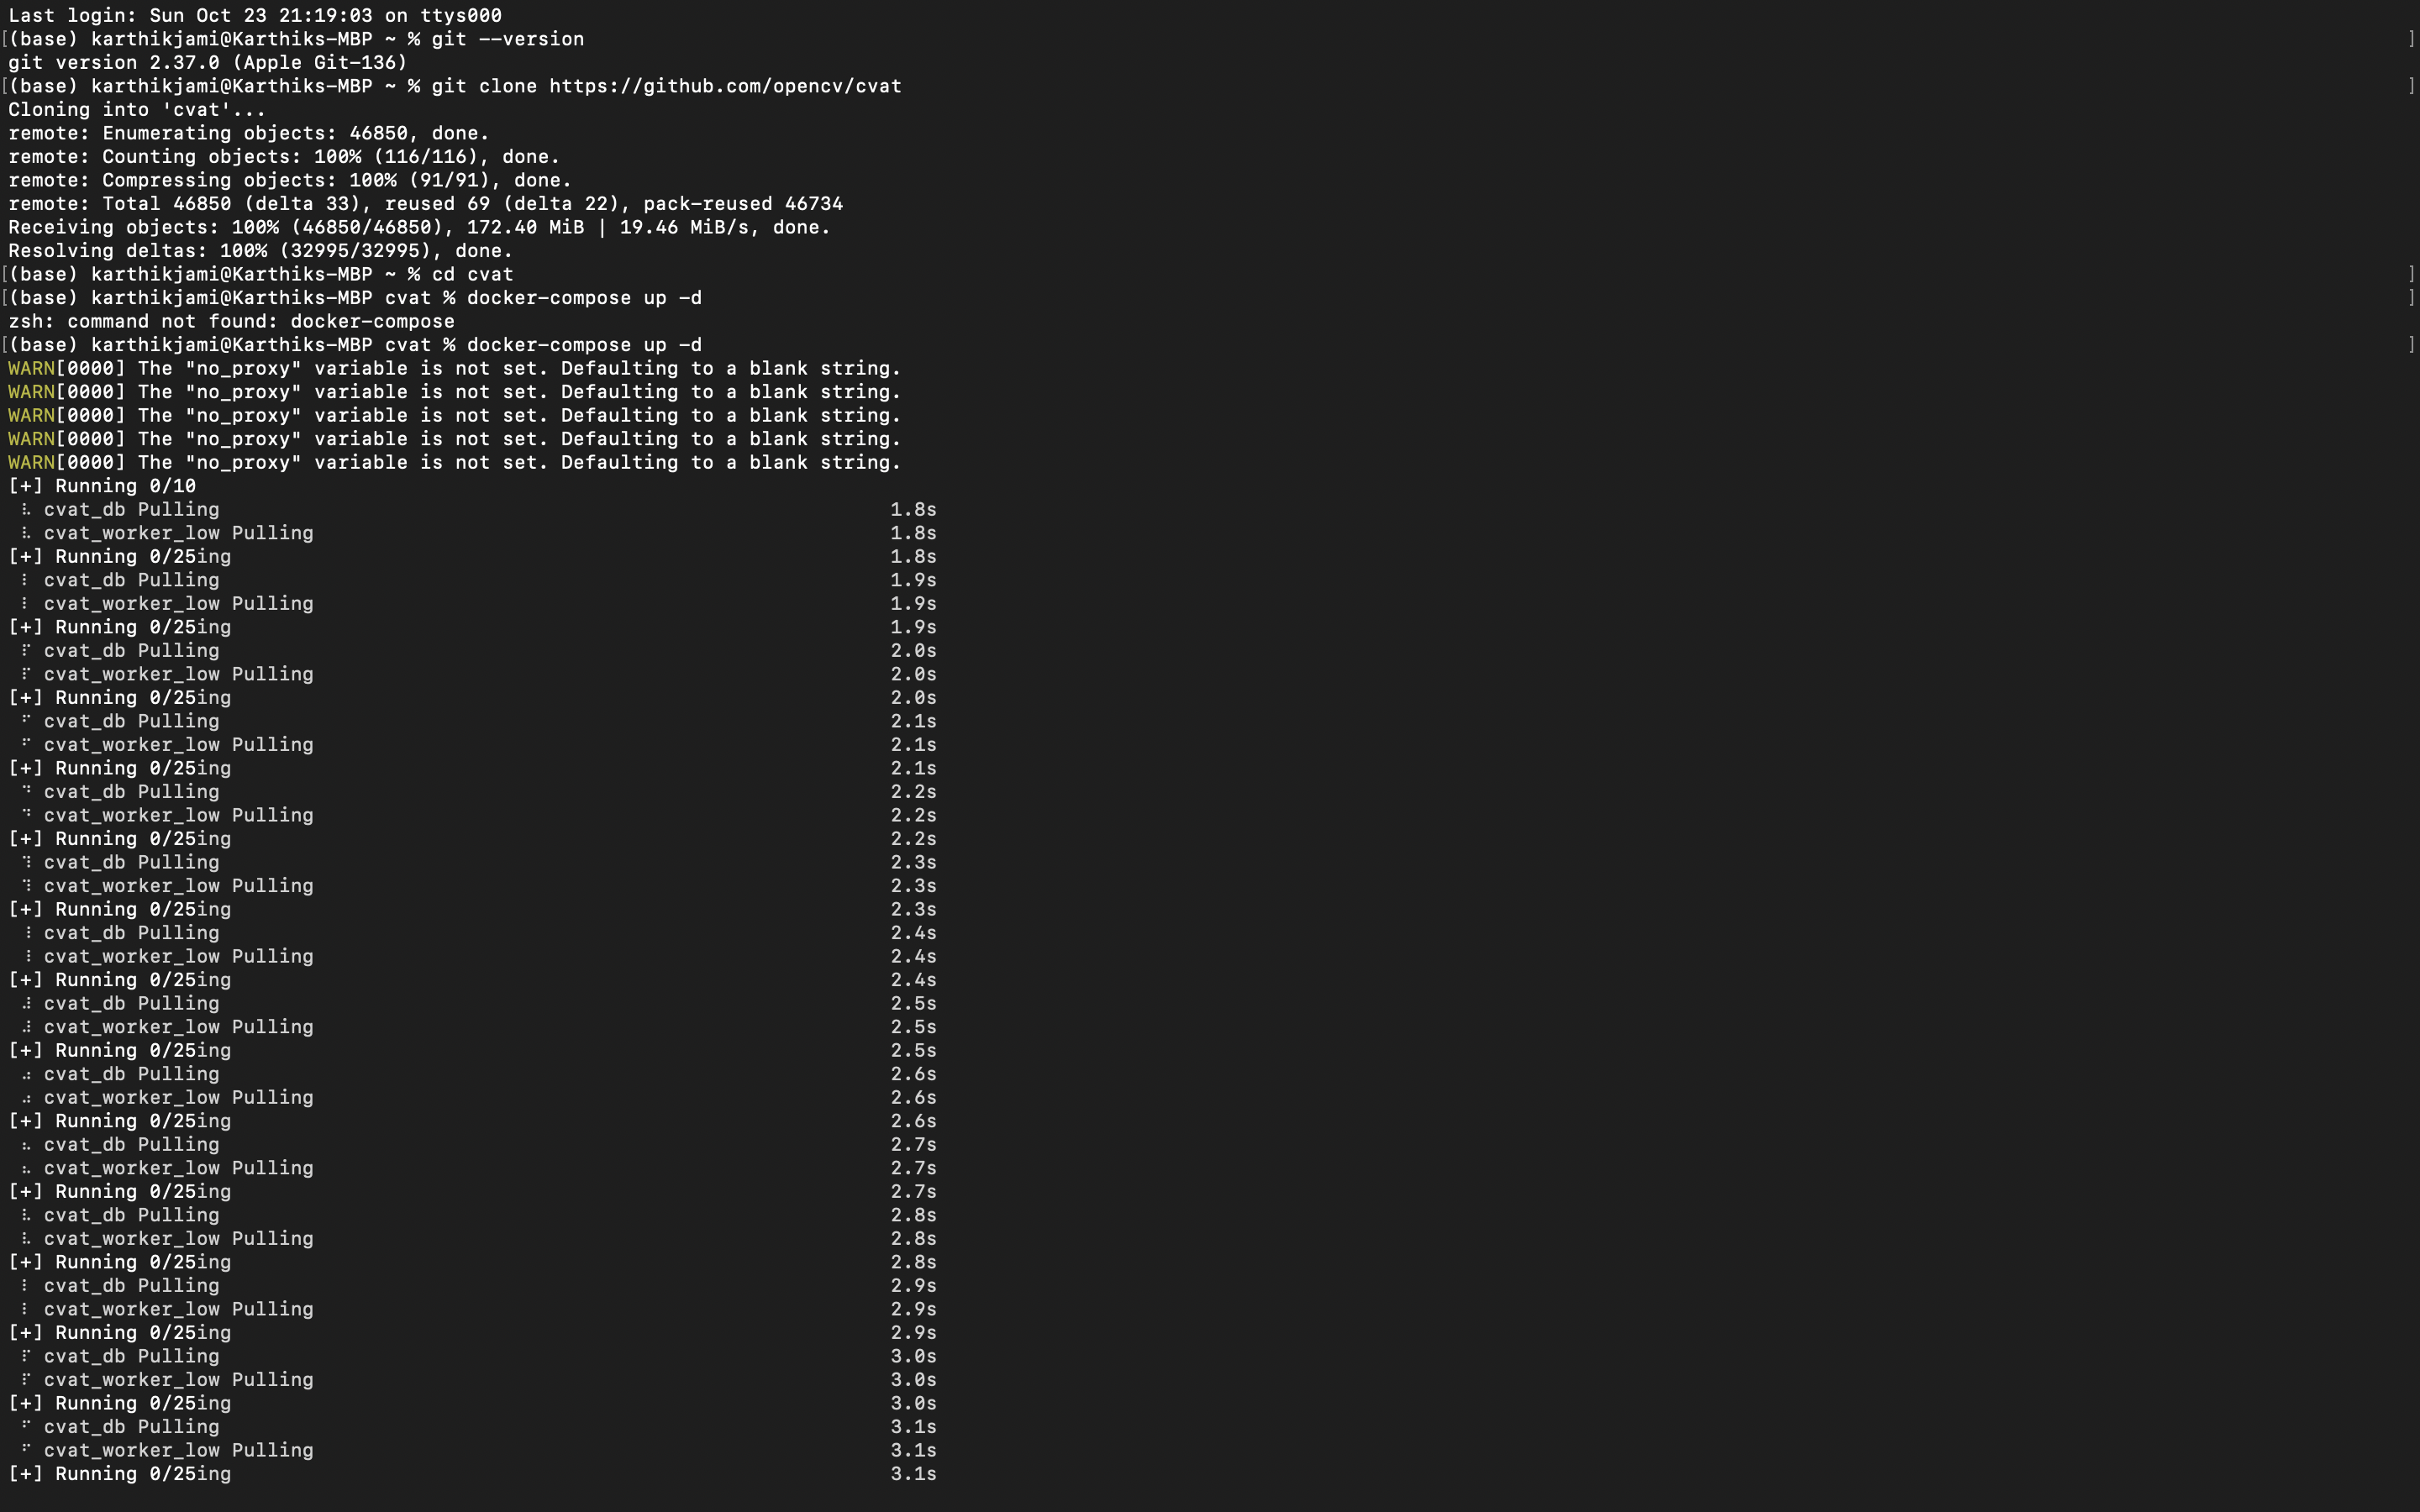 Last login: Sun Oct 23 21:19:03 on ttys000
[(base) karthikjami@Karthiks-MBP ~ % git --version ]
git version 2.37.0 (Apple Git-136)
[(base) karthikjami@Karthiks-MBP ~ % git clone https://github.com/opencv/cvat ]
Cloning into 'cvat'...
remote: Enumerating objects: 46850, done.
remote: Counting objects: 100% (116/116), done.
remote: Compressing objects: 100% (91/91), done.
remote: Total 46850 (delta 33), reused 69 (delta 22), pack-reused 46734
Receiving objects: 100% (46850/46850), 172.40 MiB | 19.46 MiB/s, done.
Resolving deltas: 100% (32995/32995), done.
[(base) karthikjami@Karthiks-MBP ~ % cd cvat ]
[(base) karthikjami@Karthiks-MBP cvat % docker-compose up -d ]
zsh: command not found: docker-compose
[(base) karthikjami@Karthiks-MBP cvat % docker-compose up -d ]
WARN[0000] The "no_proxy" variable is not set. Defaulting to a blank string.
WARN[0000] The "no_proxy" variable is not set. Defaulting to a blank string.
WARN[0000] The "no_proxy" variable is not set. Defaulting to a blank string.
WARN[0000] The "no_proxy" variable is not set. Defaulting to a blank string.
WARN[0000] The "no_proxy" variable is not set. Defaulting to a blank string.
[+] Running 0/10
cvat_db Pulling 1.8s
cvat_worker_low Pulling 1.8s
[+] Running 0/25ing 1.8s
cvat_db Pulling 1.9s
cvat_worker_low Pulling 1.9s
[+] Running 0/25ing 1.9s
cvat_db Pulling 2.0s
cvat_worker_low Pulling 2.0s
[+] Running 0/25ing 2.0s
cvat_db Pulling 2.1s
cvat_worker_low Pulling 2.1s
[+] Running 0/25ing 2.1s
cvat_db Pulling 2.2s
cvat_worker_low Pulling 2.2s
[+] Running 0/25ing 2.2s
cvat_db Pulling 2.3s
cvat_worker_low Pulling 2.3s
[+] Running 0/25ing 2.3s
cvat_db Pulling 2.4s
cvat_worker_low Pulling 2.4s
[+] Running 0/25ing 2.4s
cvat_db Pulling 2.5s
cvat_worker_low Pulling 2.5s
[+] Running 0/25ing 2.5s
cvat_db Pulling 2.6s
cvat_worker_low Pulling 2.6s
[+] Running 0/25ing 2.6s
cvat_db Pulling 2.7s
cvat_worker_low Pulling 2.7s
[+] Running 0/25ing 2.7s
cvat_db Pulling 2.8s
cvat_worker_low Pulling 2.8s
[+] Running 0/25ing 2.8s
cvat_db Pulling 2.9s
cvat_worker_low Pulling 2.9s
[+] Running 0/25ing 2.9s
cvat_db Pulling 3.0s
cvat_worker_low Pulling 3.0s
[+] Running 0/25ing 3.0s
cvat_db Pulling 3.1s
cvat_worker_low Pulling 3.1s
[+] Running 0/25ing 3.1s